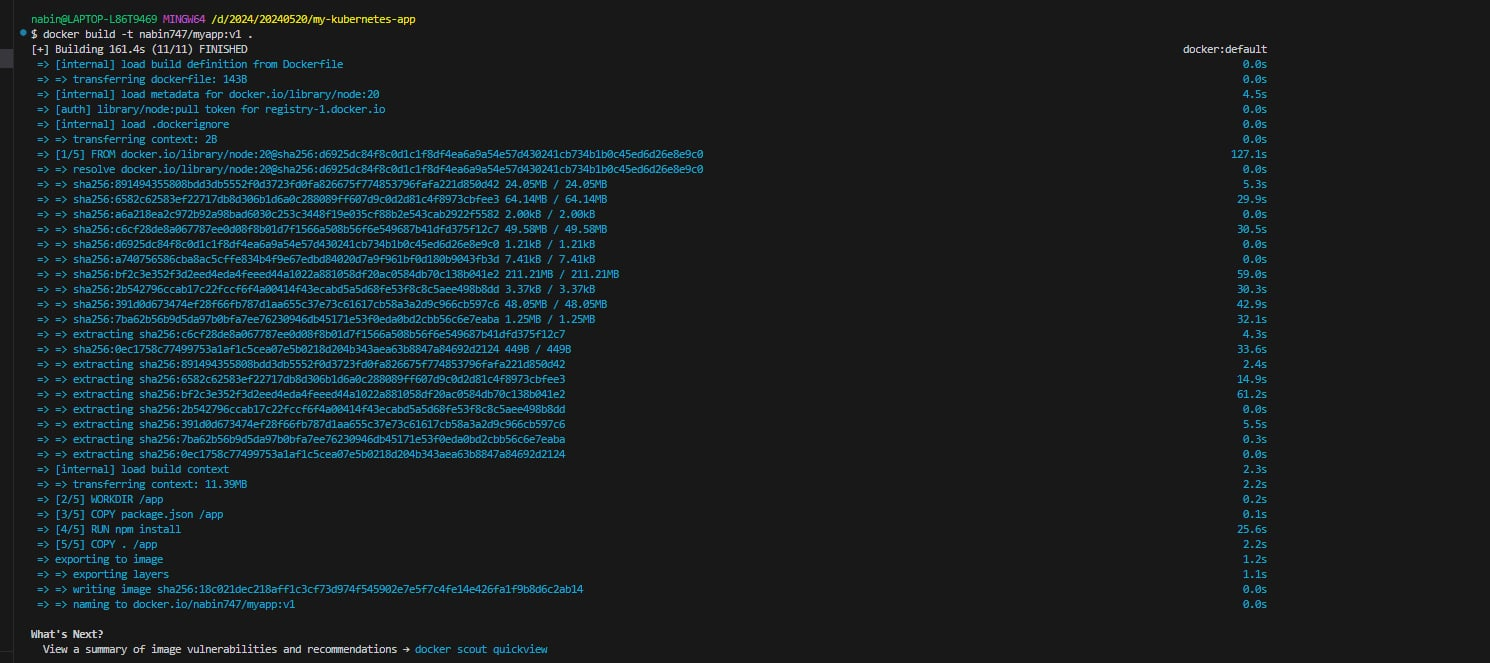 nabin@LAPTOP-L86T9469 MINGW64 /d/2024/20240520/my-kubernetes-app
$ docker build -t nabin747/myapp:v1 .
[+] Building 161.4s (11/11) FINISHED docker:default
=> [internal] load build definition from Dockerfile 0.0s
=> => transferring dockerfile: 143B 0.0s
=> [internal] load metadata for docker.io/library/node:20 4.5s
=> [auth] library/node:pull token for registry-1.docker.io 0.0s
=> [internal] load .dockerignore 0.0s
=> => transferring context: 2B 0.0s
=> [1/5] FROM docker.io/library/node:20@sha256:d6925dc84f8c0d1c1f8df4ea6a9a54e57d430241cb734b1b0c45ed6d26e8e9c0 127.1s
=> => resolve docker.io/library/node:20@sha256:d6925dc84f8c0d1c1f8df4ea6a9a54e57d430241cb734b1b0c45ed6d26e8e9c0 0.0s
=> => sha256:891494355808bdd3db5552f0d3723fd0fa826675f774853796fafa221d850d42 24.05MB / 24.05MB 5.3s
=> => sha256:6582c62583ef22717db8d306b1d6a0c288089ff607d9c0d2d81c4f8973cbfee3 64.14MB / 64.14MB 29.9s
=> => sha256:a6a218ea2c972b92a98bad6030c253c3448f19e035cf88b2e543cab2922f5582 2.00kB / 2.00kB 0.0s
=> => sha256:c6cf28de8a067787ee0d08f8b01d7f1566a508b56f6e549687b41dfd375f12c7 49.58MB / 49.58MB 30.5s
=> => sha256:d6925dc84f8c0d1c1f8df4ea6a9a54e57d430241cb734b1b0c45ed6d26e8e9c0 1.21kB / 1.21kB 0.0s
=> => sha256:a740756586cba8ac5cffe834b4f9e67edbd84020d7a9f961bf0d180b9043fb3d 7.41kB / 7.41kB 0.0s
=> => sha256:bf2c3e352f3d2eed4eda4feeed44a1022a881058df20ac0584db70c138b041e2 211.21MB / 211.21MB 59.0s
=> => sha256:2b542796ccab17c22fccf6f4a00414f43ecabd5a5d68fe53f8c8c5aee498b8dd 3.37kB / 3.37kB 30.3s
=> => sha256:391d0d673474ef28f66fb787d1aa655c37e73c61617cb58a3a2d9c966cb597c6 48.05MB / 48.05MB 42.9s
=> => sha256:7ba62b56b9d5da97b0bfa7ee76230946db45171e53f0eda0bd2cbb56c6e7eaba 1.25MB / 1.25MB 32.1s
=> => extracting sha256:c6cf28de8a067787ee0d08f8b01d7f1566a508b56f6e549687b41dfd375f12c7 4.3s
=> => sha256:0ec1758c77499753a1af1c5cea07e5b0218d204b343aea63b8847a84692d2124 449B / 449B 33.6s
=> => extracting sha256:891494355808bdd3db5552f0d3723fd0fa826675f774853796fafa221d850d42 2.4s
=> => extracting sha256:6582c62583ef22717db8d306b1d6a0c288089ff607d9c0d2d81c4f8973cbfee3 14.9s
=> => extracting sha256:bf2c3e352f3d2eed4eda4feeed44a1022a881058df20ac0584db70c138b041e2 61.2s
=> => extracting sha256:2b542796ccab17c22fccf6f4a00414f43ecabd5a5d68fe53f8c8c5aee498b8dd 0.0s
=> => extracting sha256:391d0d673474ef28f66fb787d1aa655c37e73c61617cb58a3a2d9c966cb597c6 5.5s
=> => extracting sha256:7ba62b56b9d5da97b0bfa7ee76230946db45171e53f0eda0bd2cbb56c6e7eaba 0.3s
=> => extracting sha256:0ec1758c77499753a1af1c5cea07e5b0218d204b343aea63b8847a84692d2124 0.0s
=> [internal] load build context 2.3s
=> => transferring context: 11.39MB 2.2s
=> [2/5] WORKDIR /app 0.2s
=> [3/5] COPY package.json /app 0.1s
=> [4/5] RUN npm install 25.6s
=> [5/5] COPY . /app 2.2s
=> exporting to image 1.2s
=> => exporting layers 1.1s
=> => writing image sha256:18c021dec218aff1c3cf73d974f545902e7e5f7c4fe14e426fa1f9b8d6c2ab14 0.0s
=> => naming to docker.io/nabin747/myapp:v1 0.0s
What's Next?
View a summary of image vulnerabilities and recommendations → docker scout quickview